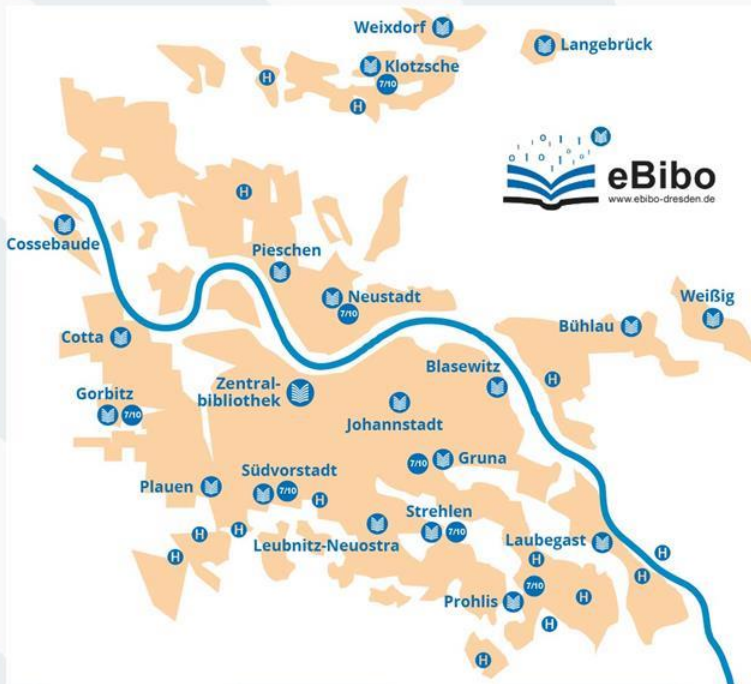 Weixdorf
Langebrück
Klotzsche
7/10
H
H
eBibo
www.ebibo-dresden.de
H
Cossebaude
Pieschen
Neustadt
7/10
Weißig
Bühlau
Cotta
Blasewitz
H
Zentral-
bibliothek
Gorbitz
7/10
Johannstadt
7/10
Gruna
Südvorstadt
7/10
Plauen
H
Strehlen
7/10
H
H
H
Leubnitz-Neuostra
Laubegast
H
H
H
7/10
H
Prohlis
H
H